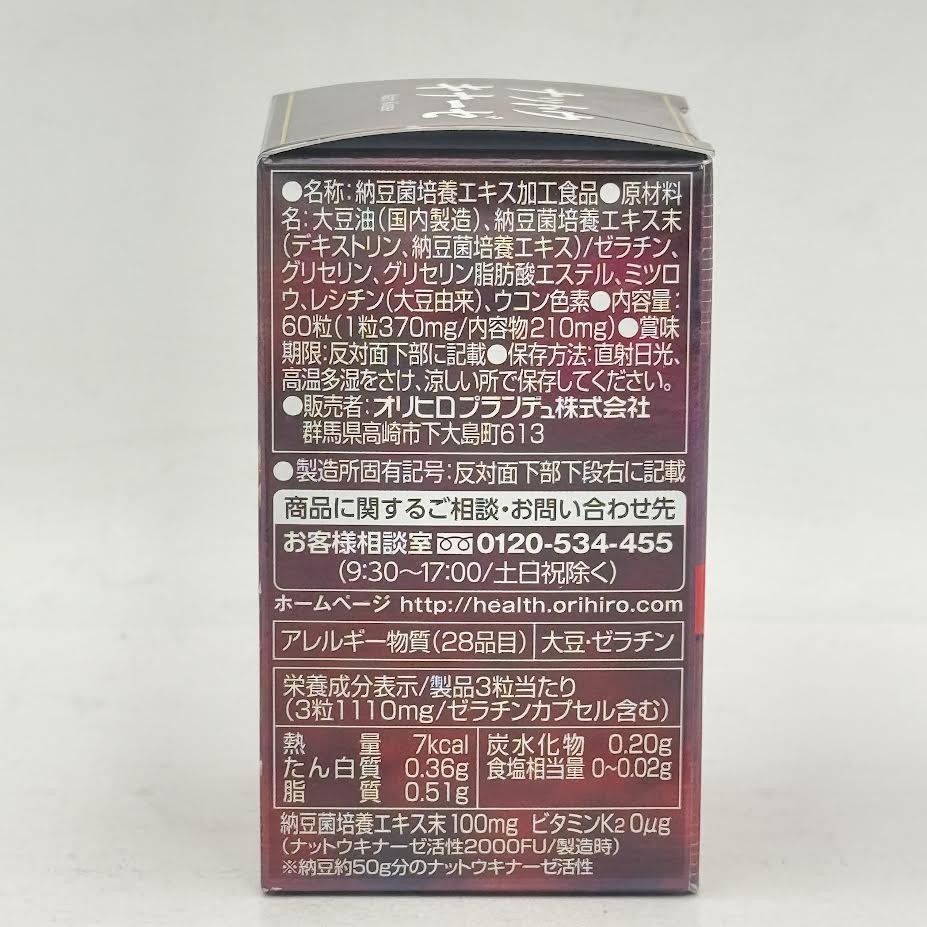 ナットウ
キナーゼ
●名称:納豆菌培養エキス加工食品●原材料
名:大豆油(国内製造)、納豆菌培養エキス末
(デキストリン、納豆菌培養エキス)/ゼラチン、
グリセリン、グリセリン脂肪酸エステル、ミツロ
ウ、レシチン(大豆由来)、ウコン色素●内容量:
60粒(1粒370mg/内容物210mg)●賞味
期限:反対面下部に記載●保存方法:直射日光、
高温多湿をさけ、涼しい所で保存してください。
●販売者:オリヒロプランデュ株式会社
群馬県高崎市下大島町613
●製造所固有記号:反対面下部下段右に記載
商品に関するご相談・お問い合わせ先
お客様相談室 0120-534-455
(9:30〜17:00/土日祝除く)
ホームページ http://health.orihiro.com
アレルギー物質(28品目) 大豆・ゼラチン
栄養成分表示/製品3粒当たり
(3粒1110mg/ゼラチンカプセル含む)
熱量 7kcal 炭水化物 0.20g
たん白質 0.36g 食塩相当量 0~0.02g
脂質 0.51g
納豆菌培養エキス末100mg ビタミンK2 0μg
(ナットウキナーゼ活性2000FU/製造時)
※納豆約50g分のナットウキナーゼ活性